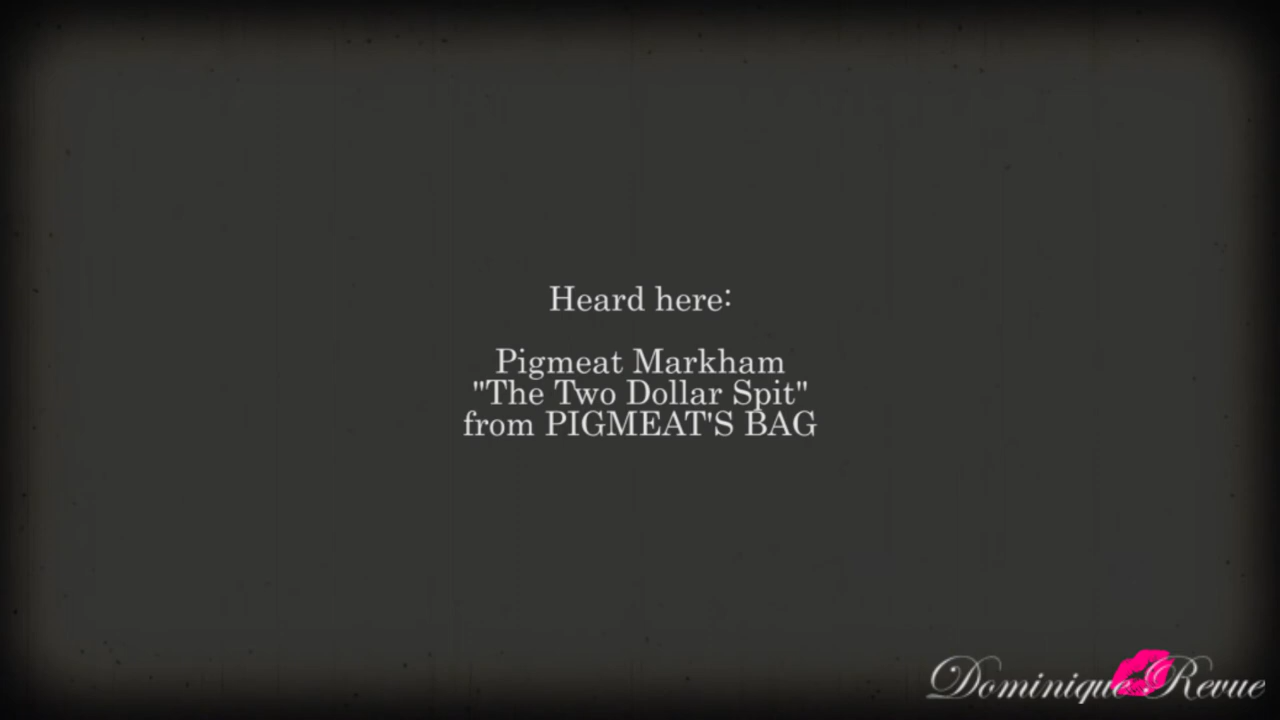 Heard here:
Pigmeat Markham
"The Two Dollar Spit"
from PIGMEAT'S BAG
Dominique Revue